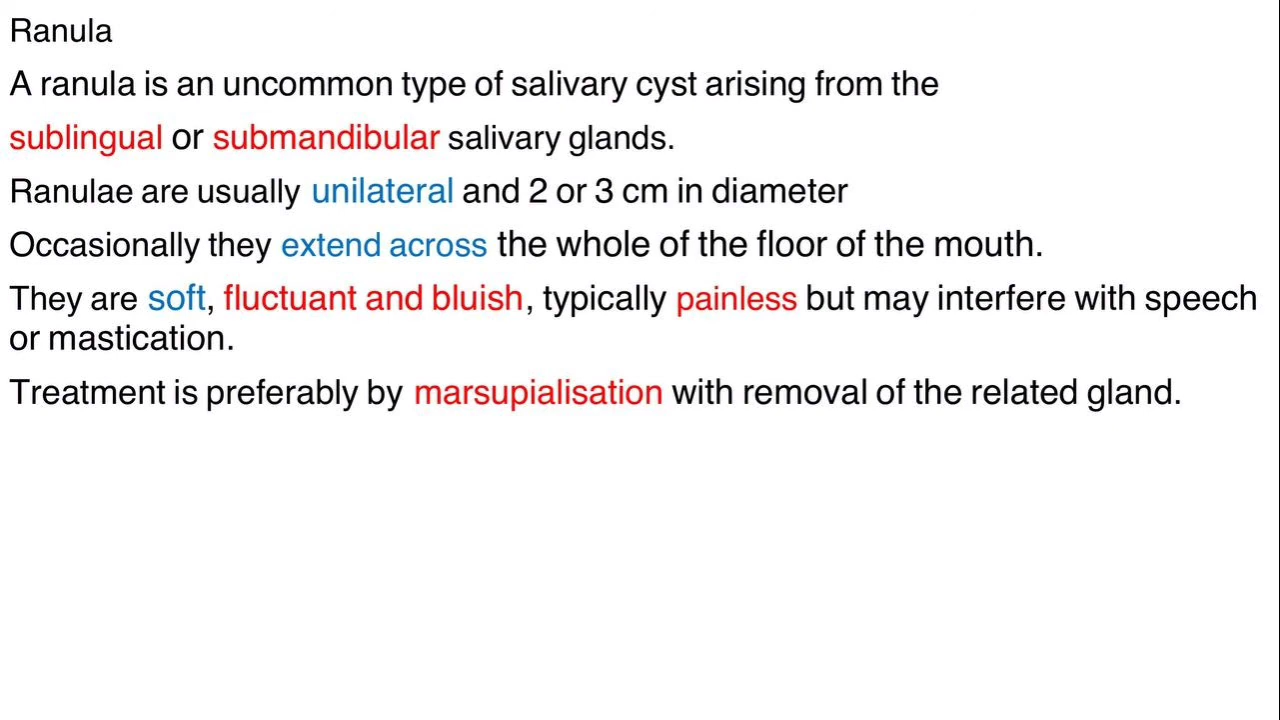 Ranula
A ranula is an uncommon type of salivary cyst arising from the
sublingual or submandibular salivary glands.
Ranulae are usually unilateral and 2 or 3 cm in diameter
Occasionally they extend across the whole of the floor of the mouth.
They are soft, fluctuant and bluish, typically painless but may interfere with speech
or mastication.
Treatment is preferably by marsupialisation with removal of the related gland.